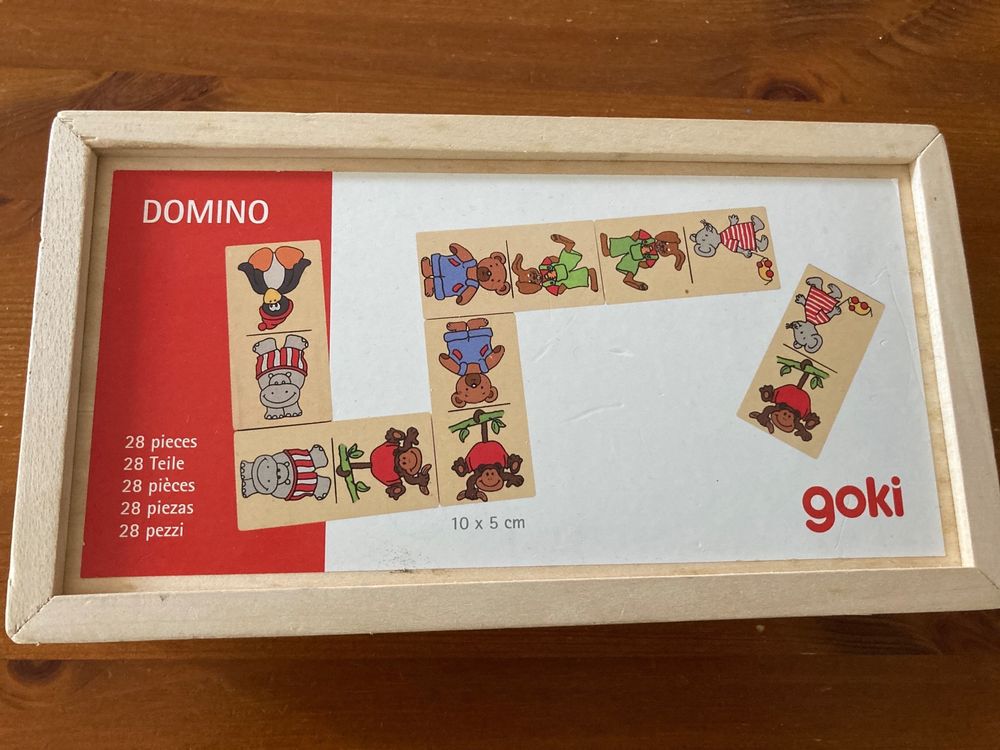 DOMINO
28 pieces
28 Teile
28 pièces
28 piezas
28 pezzi
10 x 5 cm
goki